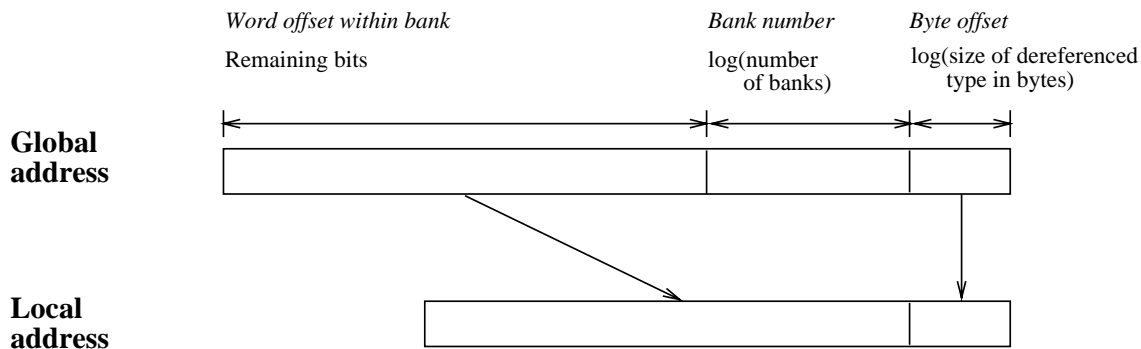 Word offset within bank
Bank number
Byte offset
Remaining bits
log(number
of banks)
log(size of dereferenced
type in bytes)
Global
address
Local
address